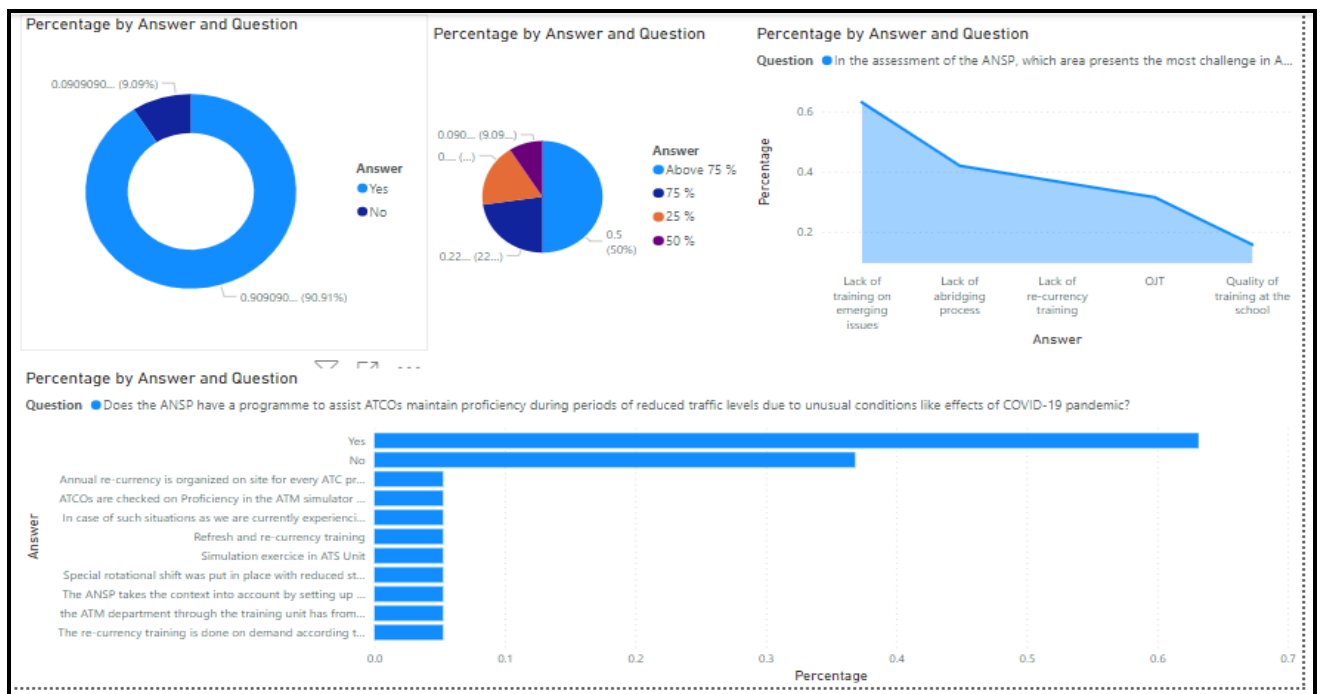 Percentage by Answer and Question
0.0909090... (9.09%)
Answer
Yes
No
0.909090... (90.91%)
Percentage by Answer and Question
0.090... (9.09...)
0.... (...)
0.22... (22...)
0.5
(50%)
Answer
Above 75 %
75 %
25 %
50 %
Percentage by Answer and Question
Question In the assessment of the ANSP, which area presents the most challenge in A...
Percentage
0.6
0.4
0.2
Lack of
training on
emerging
issues
Lack of
abridging
process
Lack of
re-currency
training
OJT
Quality of
training at the
school
Answer
Percentage by Answer and Question
Question Does the ANSP have a programme to assist ATCOs maintain proficiency during periods of reduced traffic levels due to unusual conditions like effects of COVID-19 pandemic?
Answer
Yes
No
Annual re-currency is organized on site for every ATC pr...
ATCOs are checked on Proficiency in the ATM simulator ...
In case of such situations as we are currently experienci...
Refresh and re-currency training
Simulation exercice in ATS Unit
Special rotational shift was put in place with reduced st...
The ANSP takes the context into account by setting up ...
the ATM department through the training unit has from...
The re-currency training is done on demand according t...
0.0 0.1 0.2 0.3 0.4 0.5 0.6 0.7
Percentage